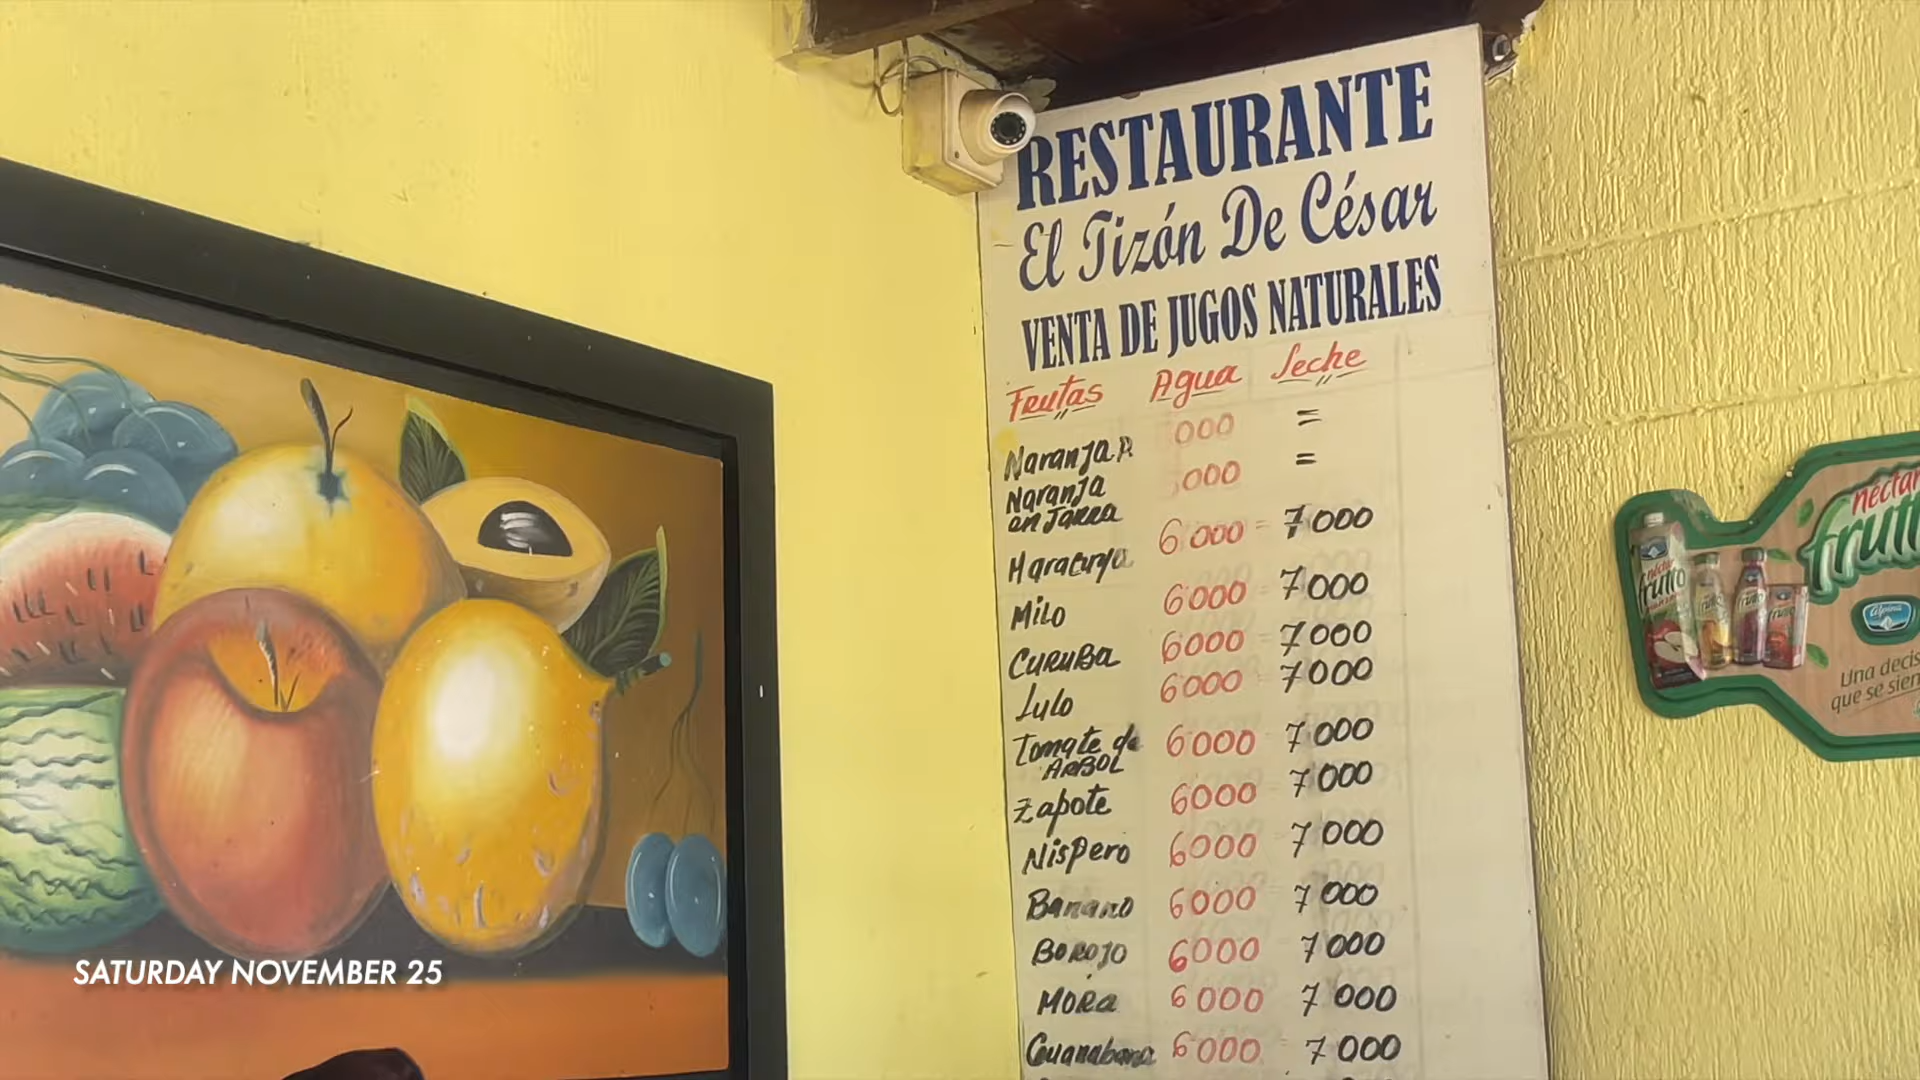 RESTAURANTE
El Tizón De César
VENTA DE JUGOS NATURALES
Frutas Agua Leche
Naranja P. 000 =
Naranja en Jarra 000 =
Maracuya 6000 = 7000
Milo 6000 7000
CURUBA 6000 7000
Lulo 6000 7000
Tomate de ARBOL 6000 7000
Zapote 6000 7000
Nispero 6000 7000
Banano 6000 7000
BOROJO 6000 7000
MORA 6000 7000
Guanabana 6000 7000
néctar
frutto
Alpina
Una decis
que se sien
SATURDAY NOVEMBER 25